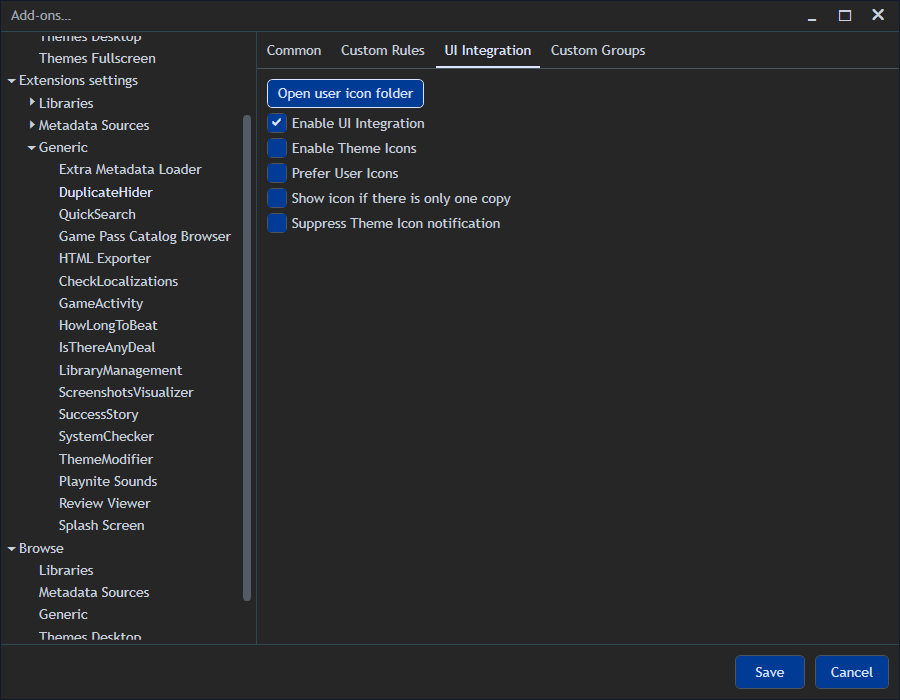 Add-ons...
Themes Desktop
Themes Fullscreen
Extensions settings
Libraries
Metadata Sources
Generic
Extra Metadata Loader
DuplicateHider
QuickSearch
Game Pass Catalog Browser
HTML Exporter
CheckLocalizations
GameActivity
HowLongToBeat
IsThereAnyDeal
LibraryManagement
ScreenshotsVisualizer
SuccessStory
SystemChecker
ThemeModifier
Playnite Sounds
Review Viewer
Splash Screen
Browse
Libraries
Metadata Sources
Generic
Themes Desktop
Common Custom Rules UI Integration Custom Groups
Open user icon folder
Enable UI Integration
Enable Theme Icons
Prefer User Icons
Show icon if there is only one copy
Suppress Theme Icon notification
Save Cancel